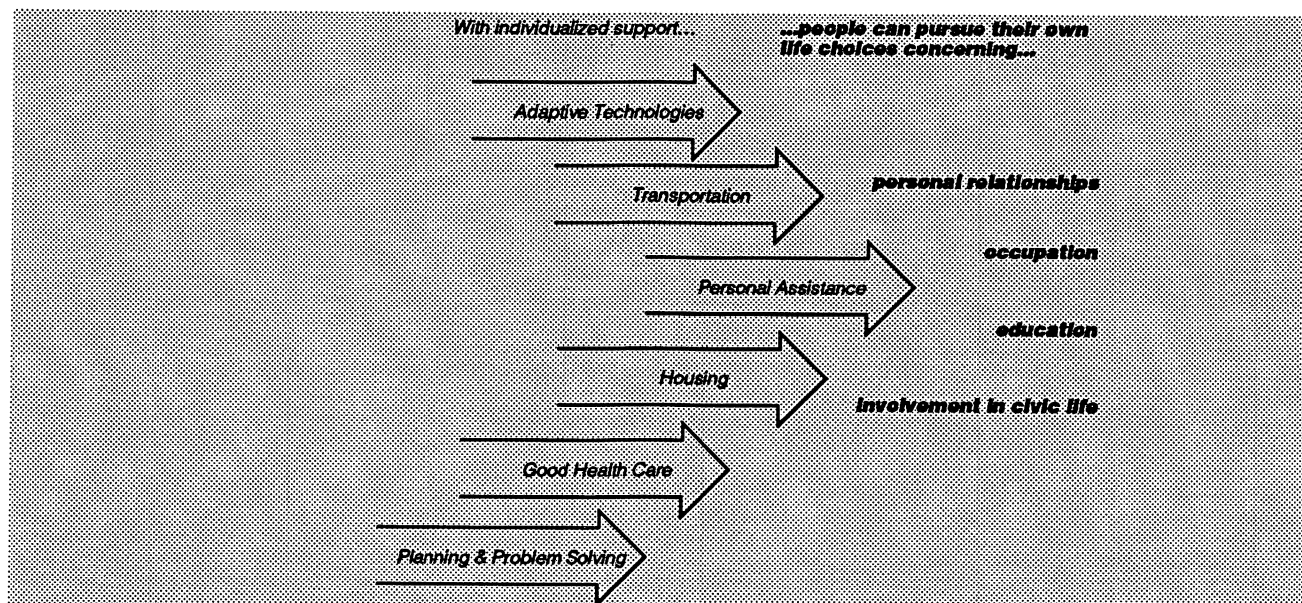 With individualized support...
...people can pursue their own
life choices concerning...
Adaptive Technologies
Transportation
personal relationships
occupation
Personal Assistance
education
Housing
involvement in civic life
Good Health Care
Planning & Problem Solving